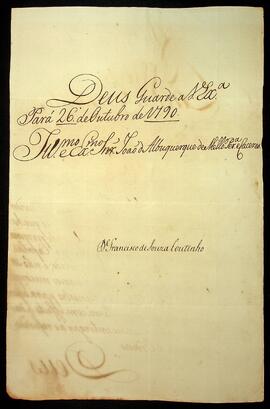 Deus Guarde a V. Ex.ª
Pará 26 de Outubro de 1790.
Ill.mo e Ex.mo Snr. João de Albuquerque de Mello Per.ª e Caceres
D. Francisco de Souza Coutinho
Deus